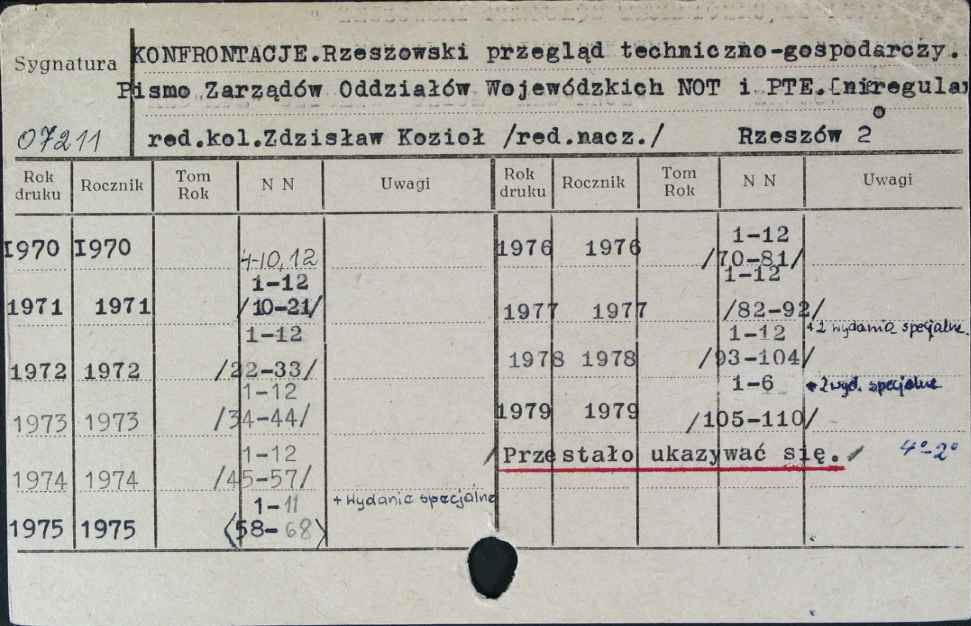 Sygnatura
KONFRONTACJE.Rzeszowski przegląd techniczno-gospodarczy.
Pismo Zarządów Oddziałów Wojewódzkich NOT i PTE.
07211
red.kol.Zdzisław Kozioł /red.nacz./ Rzeszów 2
Rok druku Rocznik Tom Rok N N Uwagi Rok druku Rocznik Tom Rok N N Uwagi
1970 1970 4-10, 12
1971 1971 1-12 /10-21/
1972 1972 1-12 /22-33/
1973 1973 1-12 /34-44/
1974 1974 1-12 /45-57/
1975 1975 1-11 (58-68) + wydanie specjalne
1976 1976 1-12 /70-81/
1977 1977 1-12 /82-92/
1978 1978 1-12 /93-104/ +2 wydania specjalne
1979 1979 1-6 /105-110/ +2 wyd. specjalne
/Przestało ukazywać się./ 4°-2°